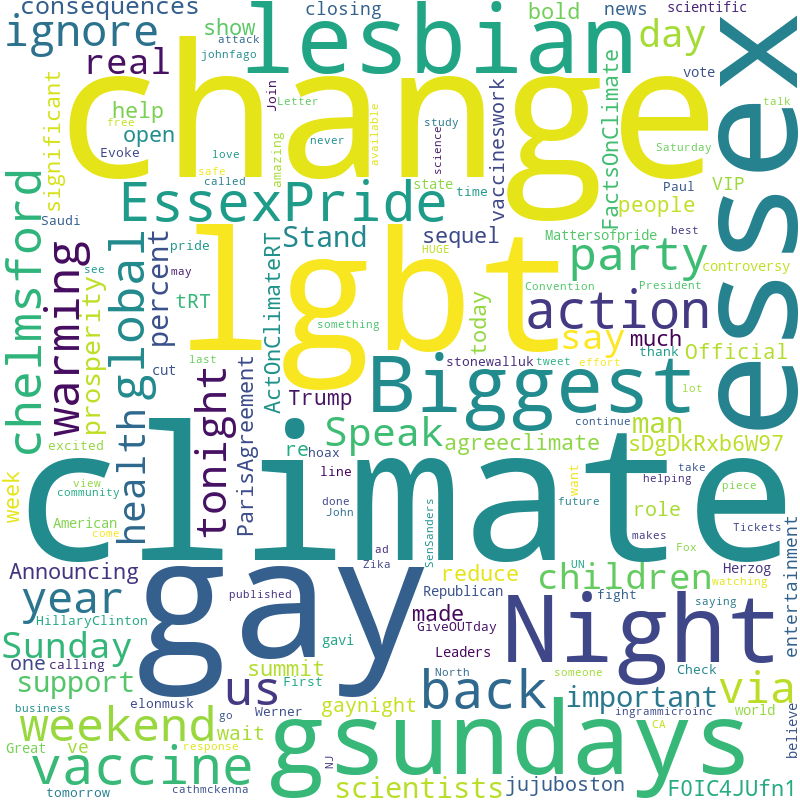 consequences
closing
bold
news
scientific
ignore
lesbian
essex
show
attack
johnfago
real
day
vote
change
Join
Letter
free
help
significant
open
Evoke
love
called
safe
amazing
never
available
study
science
vaccineswork
talk
Saturday
FactsOnClimate
state
time
Paul
VIP
people
best
Saudi
chelmsford
Warming
global
percent
EssexPride
Stand
sequel
Mattersofpride
party
controversy
pride
see
may
tRT
ActOnClimateRT
lgbt
HUGE
something
Convention
President
action
today
say
much
prosperity
last
cut
stonewalluk
tweet
effort
thank
Official
lot
health
tonight
ParisAgreement
Trump
Biggest
continue
man
excited
re
hoax
Speak
agreeclimate
sDgDkRxb6W97
week
view
community
come
American
line
done
John
climate
want
future
helping
take
role
makes
piece
Tickets
SenSanders
ad
Zika
UN
Fox
Herzog
watching
Announcing
gay
published
reduce
Republican
children
fight
saying
entertainment
year
HillaryClinton
made
GiveOUTday
Night
Sunday
gavi
Leaders
one
calling
summit
First
North
someone
Check
support
us
elonmusk
Werner
gaynight
back
important
via
business
go
ingrammicroinc
CA
world
weekend
wait
believe
Great
ve
response
NJ
gsundays
vaccine
tomorrow
cathmckenna
scientists
jujuboston
F0IC4JUfn1